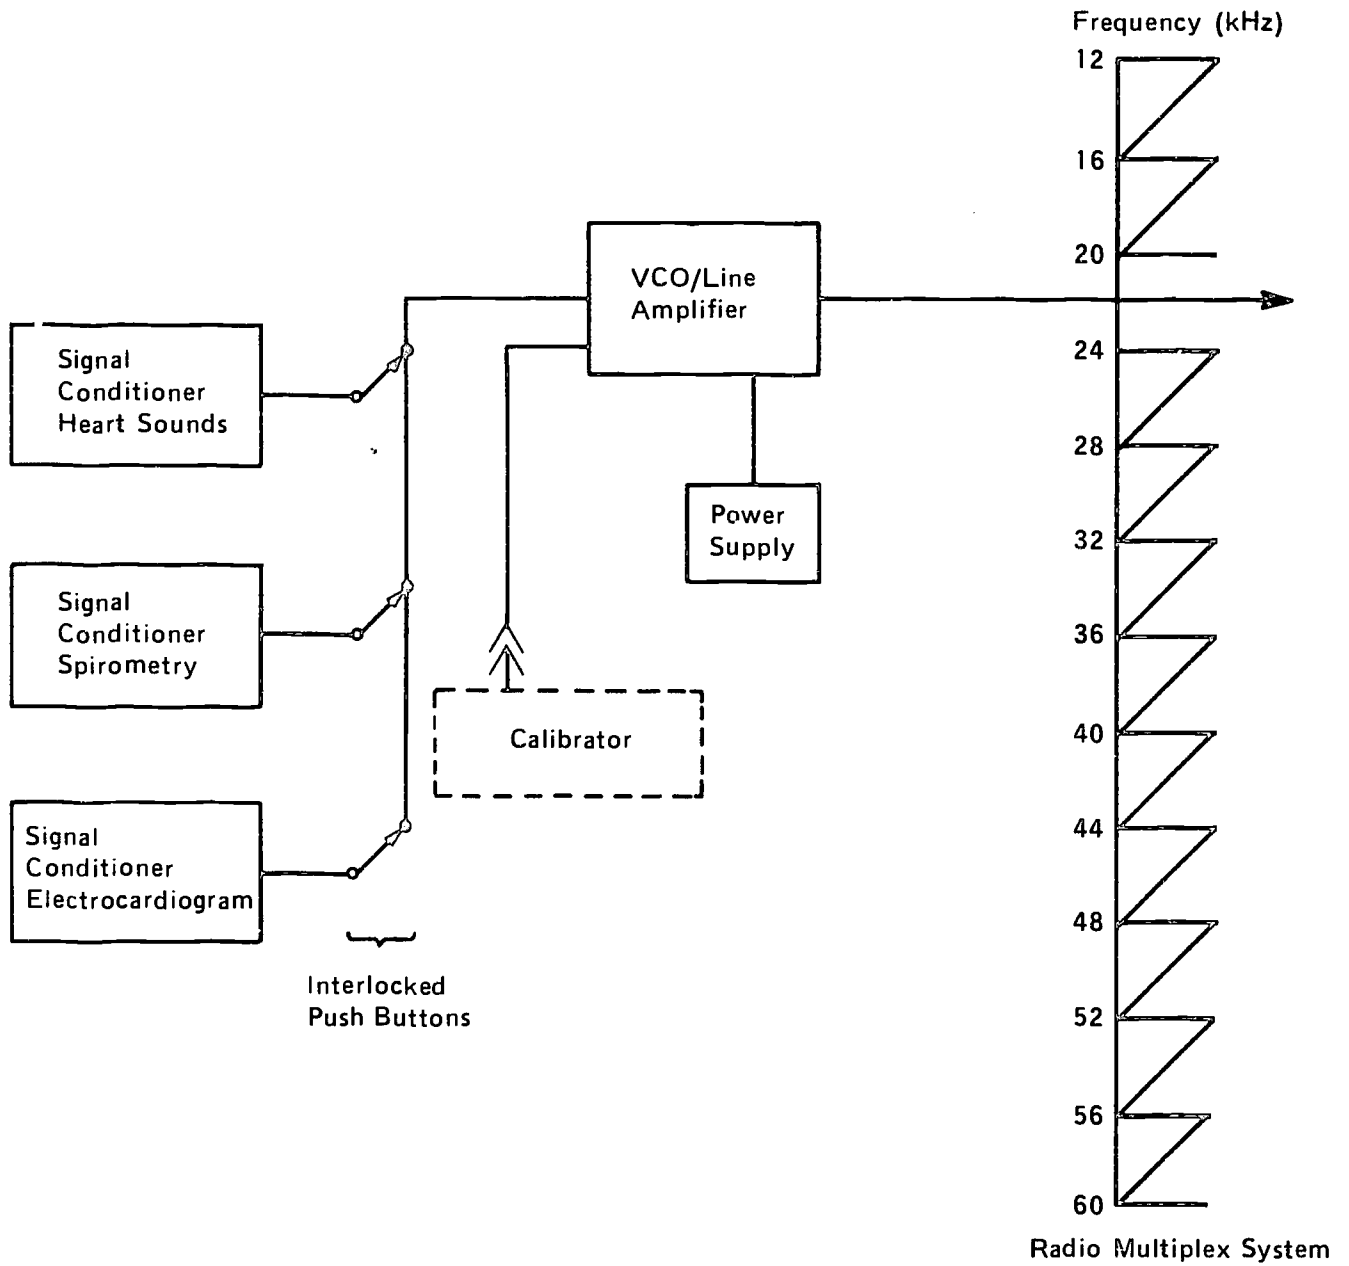 Frequency (kHz)
12
16
20
24
28
32
36
40
44
48
52
56
60
Radio Multiplex System
VCO/Line
Amplifier
Signal
Conditioner
Heart Sounds
Power
Supply
Signal
Conditioner
Spirometry
Calibrator
Signal
Conditioner
Electrocardiogram
Interlocked
Push Buttons